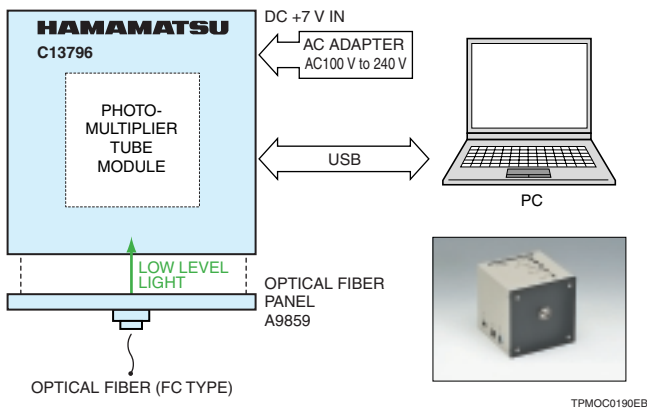 HAMAMATSU
C13796
PHOTO-
MULTIPLIER
TUBE
MODULE
DC +7 V IN
AC ADAPTER
AC100 V to 240 V
USB
PC
LOW LEVEL
LIGHT
OPTICAL FIBER
PANEL
A9859
OPTICAL FIBER (FC TYPE)
TPMOC0190EB